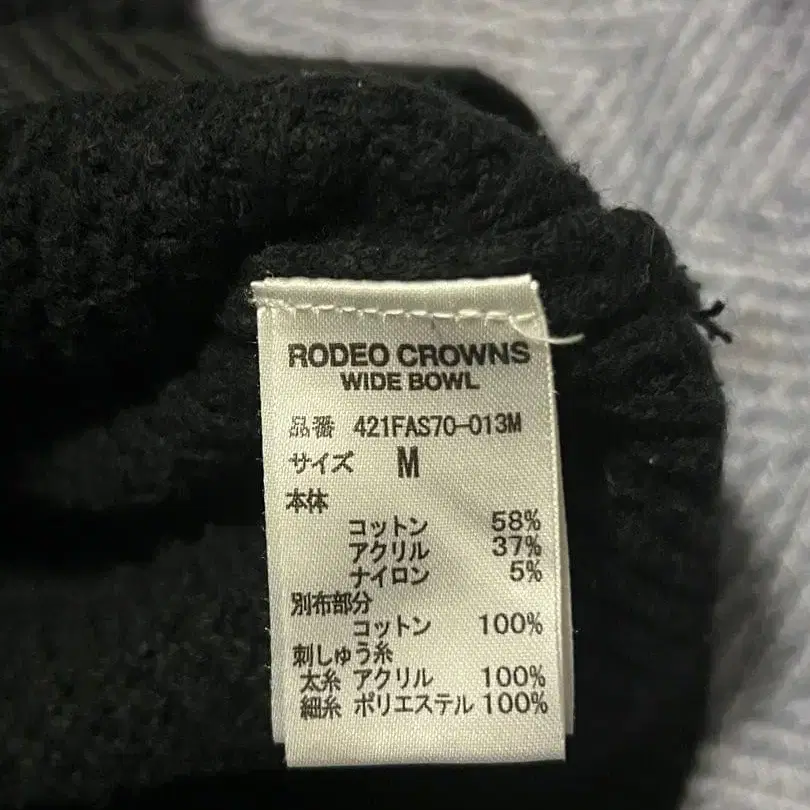 RODEO CROWNS
WIDE BOWL
品番 421FAS70-013M
サイズ M
本体
コットン 58%
アクリル 37%
ナイロン 5%
別布部分
コットン 100%
刺しゅう糸
太糸 アクリル 100%
細糸 ポリエステル 100%